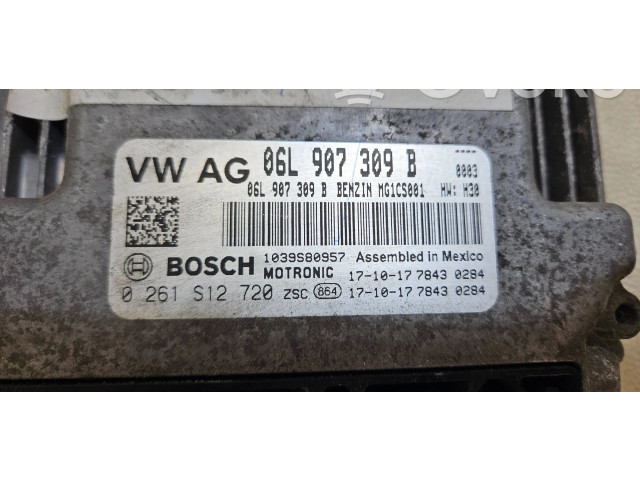 VW AG 06L 907 309 B ---- 0003
06L 907 309 B BENZIN MG1CS001 HW: H30
BOSCH 1039S80957 Assembled in Mexico
MOTRONIC 17-10-17 7843 0284
0 261 S12 720 ZSC 864 17-10-17 7843 0284